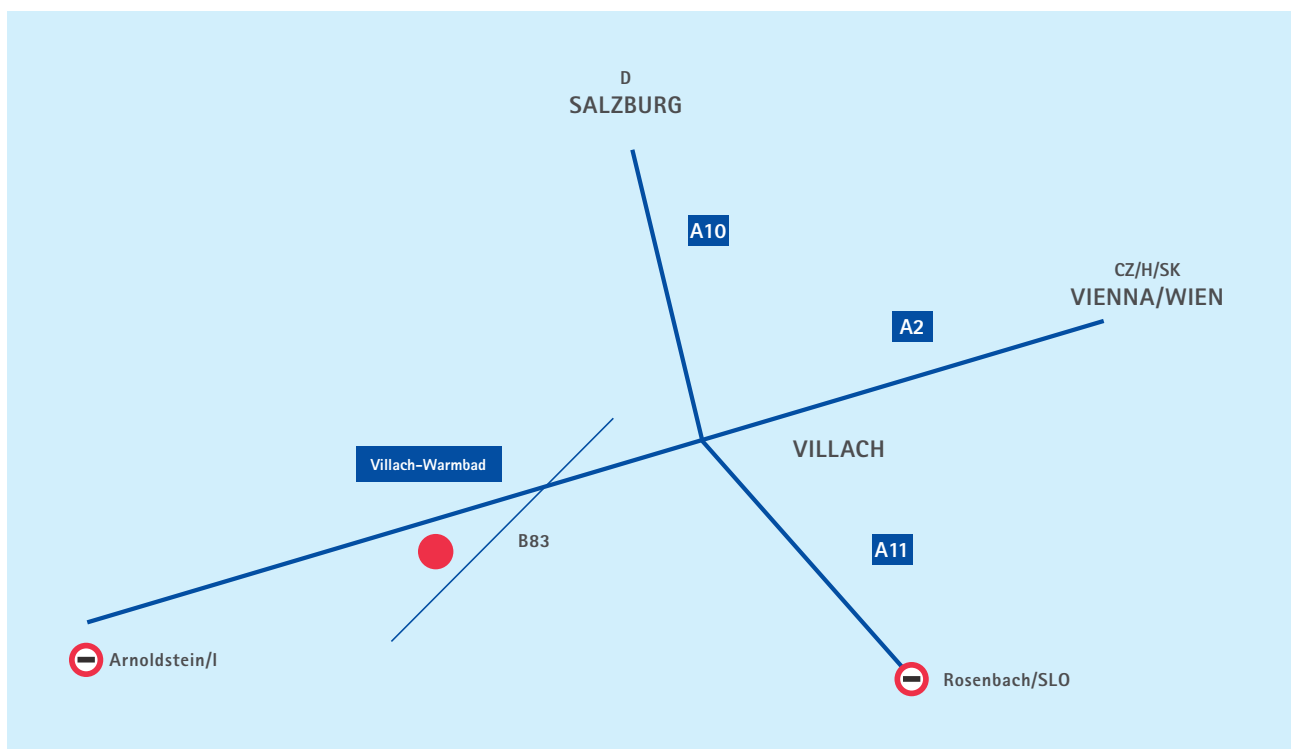 D
SALZBURG
A10
CZ/H/SK
VIENNA/WIEN
A2
VILLACH
Villach-Warmbad
B83
A11
Arnoldstein/I
Rosenbach/SLO